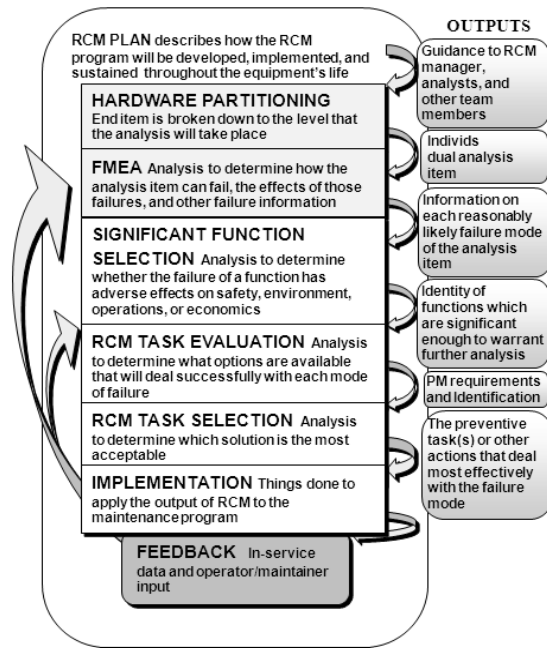 RCM PLAN describes how the RCM
program will be developed, implemented, and
sustained throughout the equipment's life
HARDWARE PARTITIONING
End item is broken down to the level that
the analysis will take place
FMEA Analysis to determine how the
analysis item can fail, the effects of those
failures, and other failure information
SIGNIFICANT FUNCTION
SELECTION Analysis to determine
whether the failure of a function has
adverse effects on safety, environment,
operations, or economics
RCM TASK EVALUATION Analysis
to determine what options are available
that will deal successfully with each mode
of failure
RCM TASK SELECTION Analysis
to determine which solution is the most
acceptable
IMPLEMENTATION Things done to
apply the output of RCM to the
maintenance program
FEEDBACK In-service
data and operator/maintainer
input
OUTPUTS
Guidance to RCM
manager,
analysts, and
other team
members
Individs
dual analysis
item
Information on
each reasonably
likely failure mode
of the analysis
item
Identity of
functions which
are significant
enough to warrant
further analysis
PM requirements
and Identification
The preventive
task(s) or other
actions that deal
most effectively
with the failure
mode